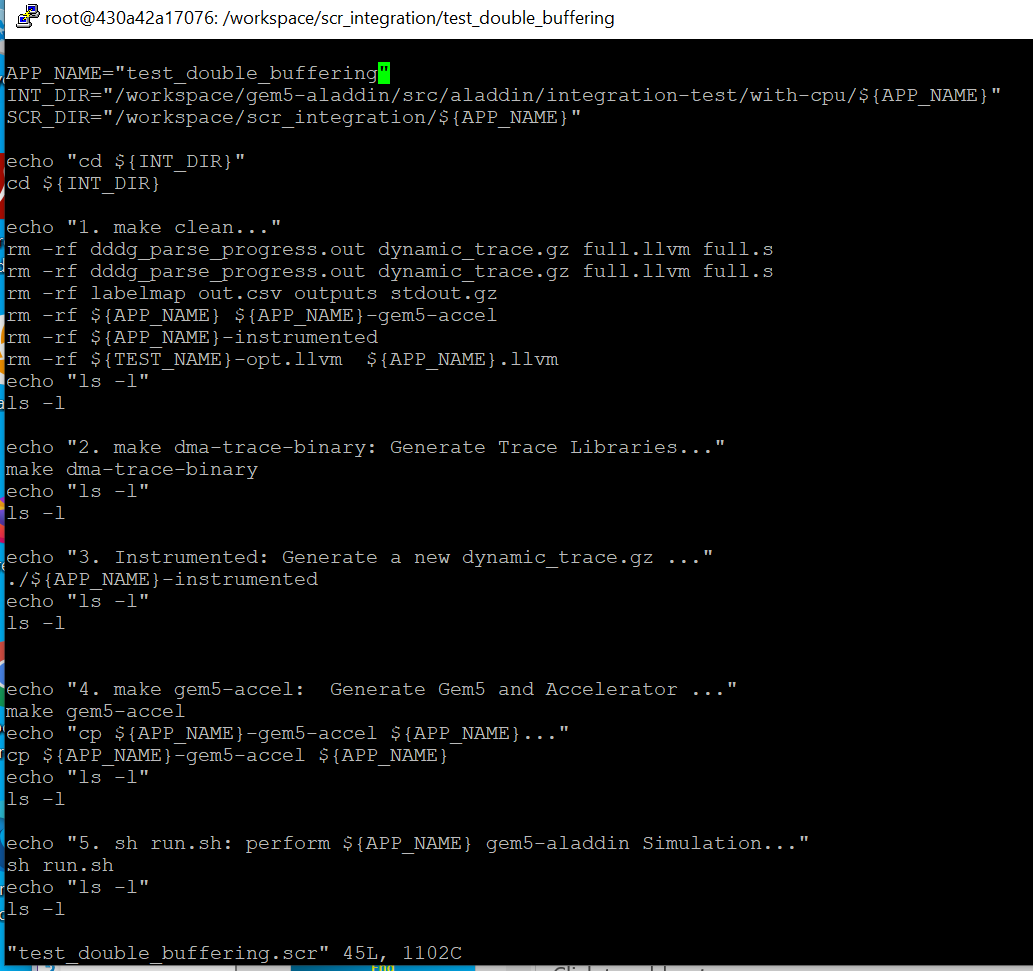 root@430a42a17076: /workspace/scr_integration/test_double_buffering
APP_NAME="test_double_buffering"
INT_DIR="/workspace/gem5-aladdin/src/aladdin/integration-test/with-cpu/${APP_NAME}"
SCR_DIR="/workspace/scr_integration/${APP_NAME}"
echo "cd ${INT_DIR}"
cd ${INT_DIR}
echo "1. make clean..."
rm -rf dddg_parse_progress.out dynamic_trace.gz full.llvm full.s
rm -rf dddg_parse_progress.out dynamic_trace.gz full.llvm full.s
rm -rf labelmap out.csv outputs stdout.gz
rm -rf ${APP_NAME} ${APP_NAME}-gem5-accel
rm -rf ${APP_NAME}-instrumented
rm -rf ${TEST_NAME}-opt.llvm  ${APP_NAME}.llvm
echo "ls -l"
ls -l
echo "2. make dma-trace-binary: Generate Trace Libraries..."
make dma-trace-binary
echo "ls -l"
ls -l
echo "3. Instrumented: Generate a new dynamic_trace.gz ..."
./${APP_NAME}-instrumented
echo "ls -l"
ls -l
echo "4. make gem5-accel:  Generate Gem5 and Accelerator ..."
make gem5-accel
echo "cp ${APP_NAME}-gem5-accel ${APP_NAME}..."
cp ${APP_NAME}-gem5-accel ${APP_NAME}
echo "ls -l"
ls -l
echo "5. sh run.sh: perform ${APP_NAME} gem5-aladdin Simulation..."
sh run.sh
echo "ls -l"
ls -l
"test_double_buffering.scr" 45L, 1102C